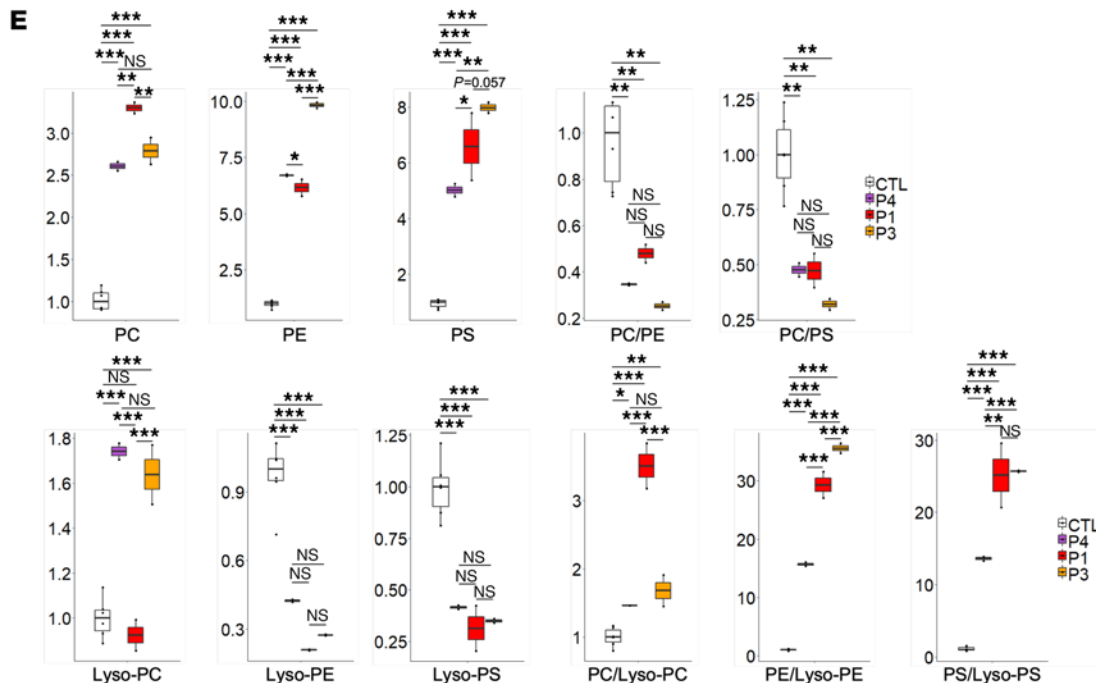 E
*** *** *** NS ** **
3.0
2.0
1.0
PC
*** *** *** *** *** *
10.0
7.5
5.0
2.5
PE
*** *** *** ** P=0.057 *
8
6
4
2
PS
** ** ** NS NS NS
1.0
0.8
0.6
0.4
0.2
PC/PE
** ** ** NS NS NS
1.25
1.00
0.75
0.50
0.25
PC/PS
CTL
P4
P1
P3
*** NS *** NS *** ***
1.8
1.6
1.4
1.2
1.0
Lyso-PC
*** *** *** NS NS NS
0.9
0.6
0.3
Lyso-PE
*** *** *** NS NS NS
1.25
1.00
0.75
0.50
0.25
Lyso-PS
** *** * NS *** ***
3
2
1
PC/Lyso-PC
*** *** *** *** *** ***
30
20
10
0
PE/Lyso-PE
*** *** *** *** ** NS
30
20
10
0
PS/Lyso-PS
CTL
P4
P1
P3